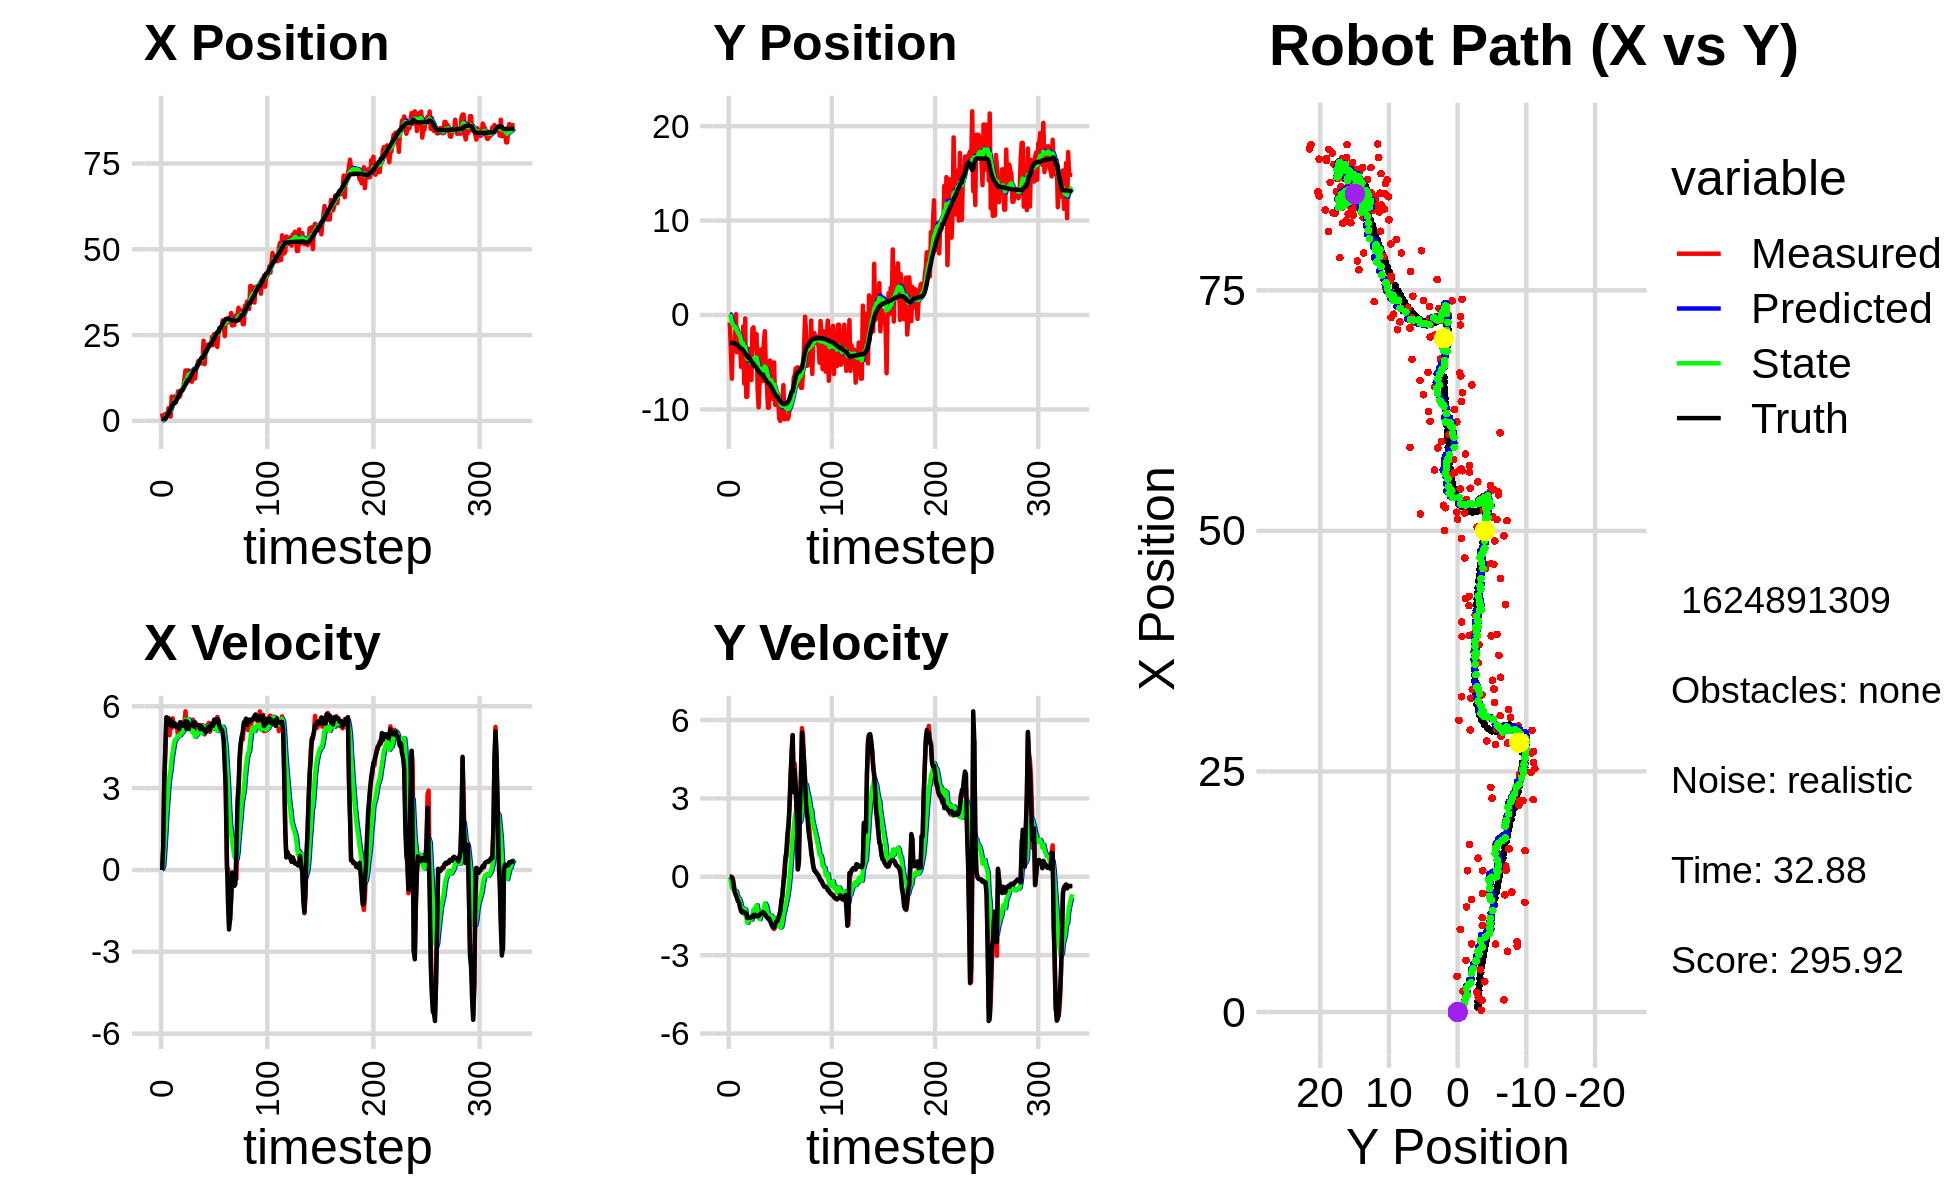 X Position
75
50
25
0
0
100
200
300
timestep
Y Position
20
10
0
-10
0
100
200
300
timestep
X Velocity
6
3
0
-3
-6
0
100
200
300
timestep
Y Velocity
6
3
0
-3
-6
0
100
200
300
timestep
Robot Path (X vs Y)
X Position
75
50
25
0
20 10 0 -10 -20
Y Position
variable
Measured
Predicted
State
Truth
1624891309
Obstacles: none
Noise: realistic
Time: 32.88
Score: 295.92